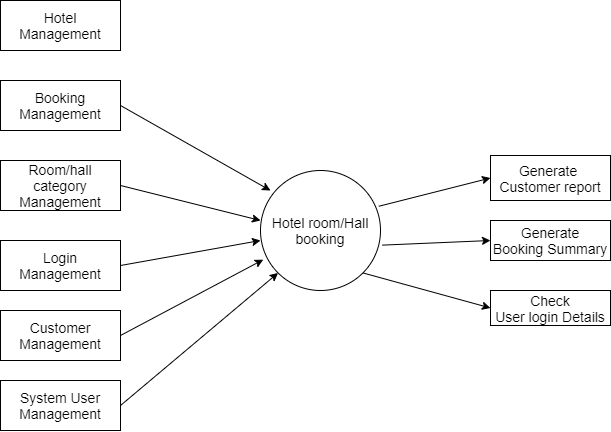 Hotel
Management
Booking
Management
Room/hall
category
Management
Login
Management
Customer
Management
System User
Management
Hotel room/Hall
booking
Generate
Customer report
Generate
Booking Summary
Check
User login Details